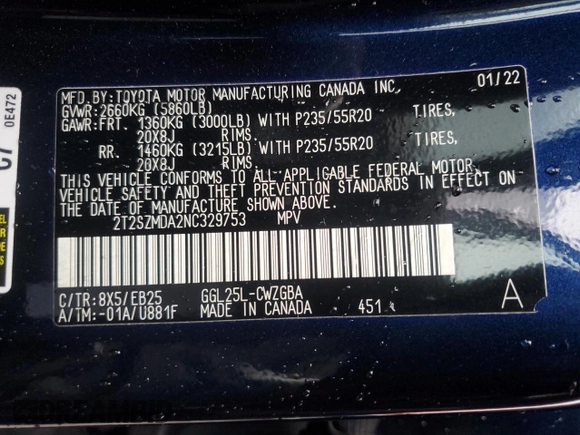 MFD.BY:TOYOTA MOTOR MANUFACTURING CANADA INC. 01/22
GVWR:2660KG (5860LB)
GAWR:FRT. 1360KG (3000LB) WITH P235/55R20 TIRES,
20X8J RIMS,
RR. 1460KG (3215LB) WITH P235/55R20 TIRES,
20X8J RIMS.
THIS VEHICLE CONFORMS TO ALL APPLICABLE FEDERAL MOTOR
VEHICLE SAFETY AND THEFT PREVENTION STANDARDS IN EFFECT ON
THE DATE OF MANUFACTURE SHOWN ABOVE.
2T2SZMDA2NC329753 MPV
C/TR:8X5/EB25 GGL25L-CWZGBA
A/TM:-01A/U881F MADE IN CANADA 451 A
0E472
C7